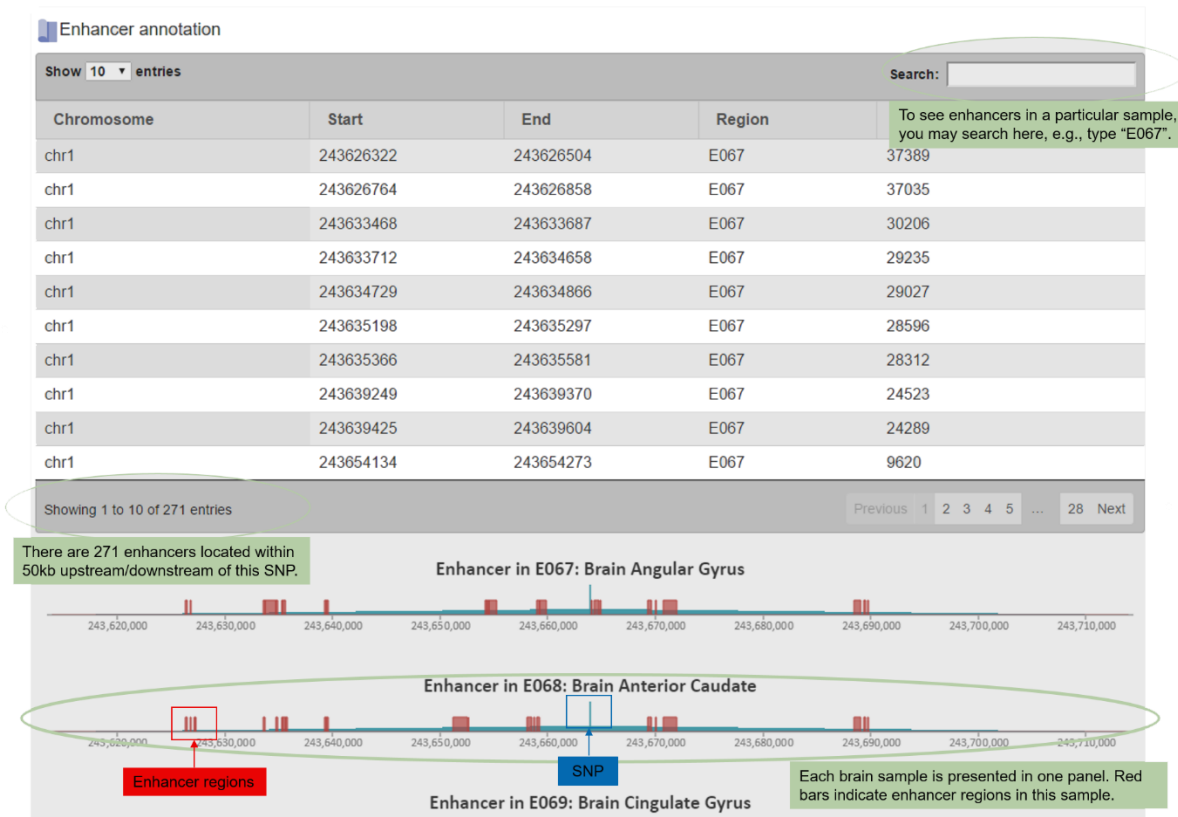 Enhancer annotation
Show 10 entries
Search:
To see enhancers in a particular sample,
you may search here, e.g., type “E067”.
Chromosome Start End Region
chr1 243626322 243626504 E067 37389
chr1 243626764 243626858 E067 37035
chr1 243633468 243633687 E067 30206
chr1 243633712 243634658 E067 29235
chr1 243634729 243634866 E067 29027
chr1 243635198 243635297 E067 28596
chr1 243635366 243635581 E067 28312
chr1 243639249 243639370 E067 24523
chr1 243639425 243639604 E067 24289
chr1 243654134 243654273 E067 9620
Showing 1 to 10 of 271 entries
Previous 1 2 3 4 5 ... 28 Next
There are 271 enhancers located within
50kb upstream/downstream of this SNP.
Enhancer in E067: Brain Angular Gyrus
243,620,000 243,630,000 243,640,000 243,650,000 243,660,000 243,670,000 243,680,000 243,690,000 243,700,000 243,710,000
Enhancer in E068: Brain Anterior Caudate
243,620,000 243,630,000 243,640,000 243,650,000 243,660,000 243,670,000 243,680,000 243,690,000 243,700,000 243,710,000
Enhancer regions
SNP
Each brain sample is presented in one panel. Red
bars indicate enhancer regions in this sample.
Enhancer in E069: Brain Cingulate Gyrus